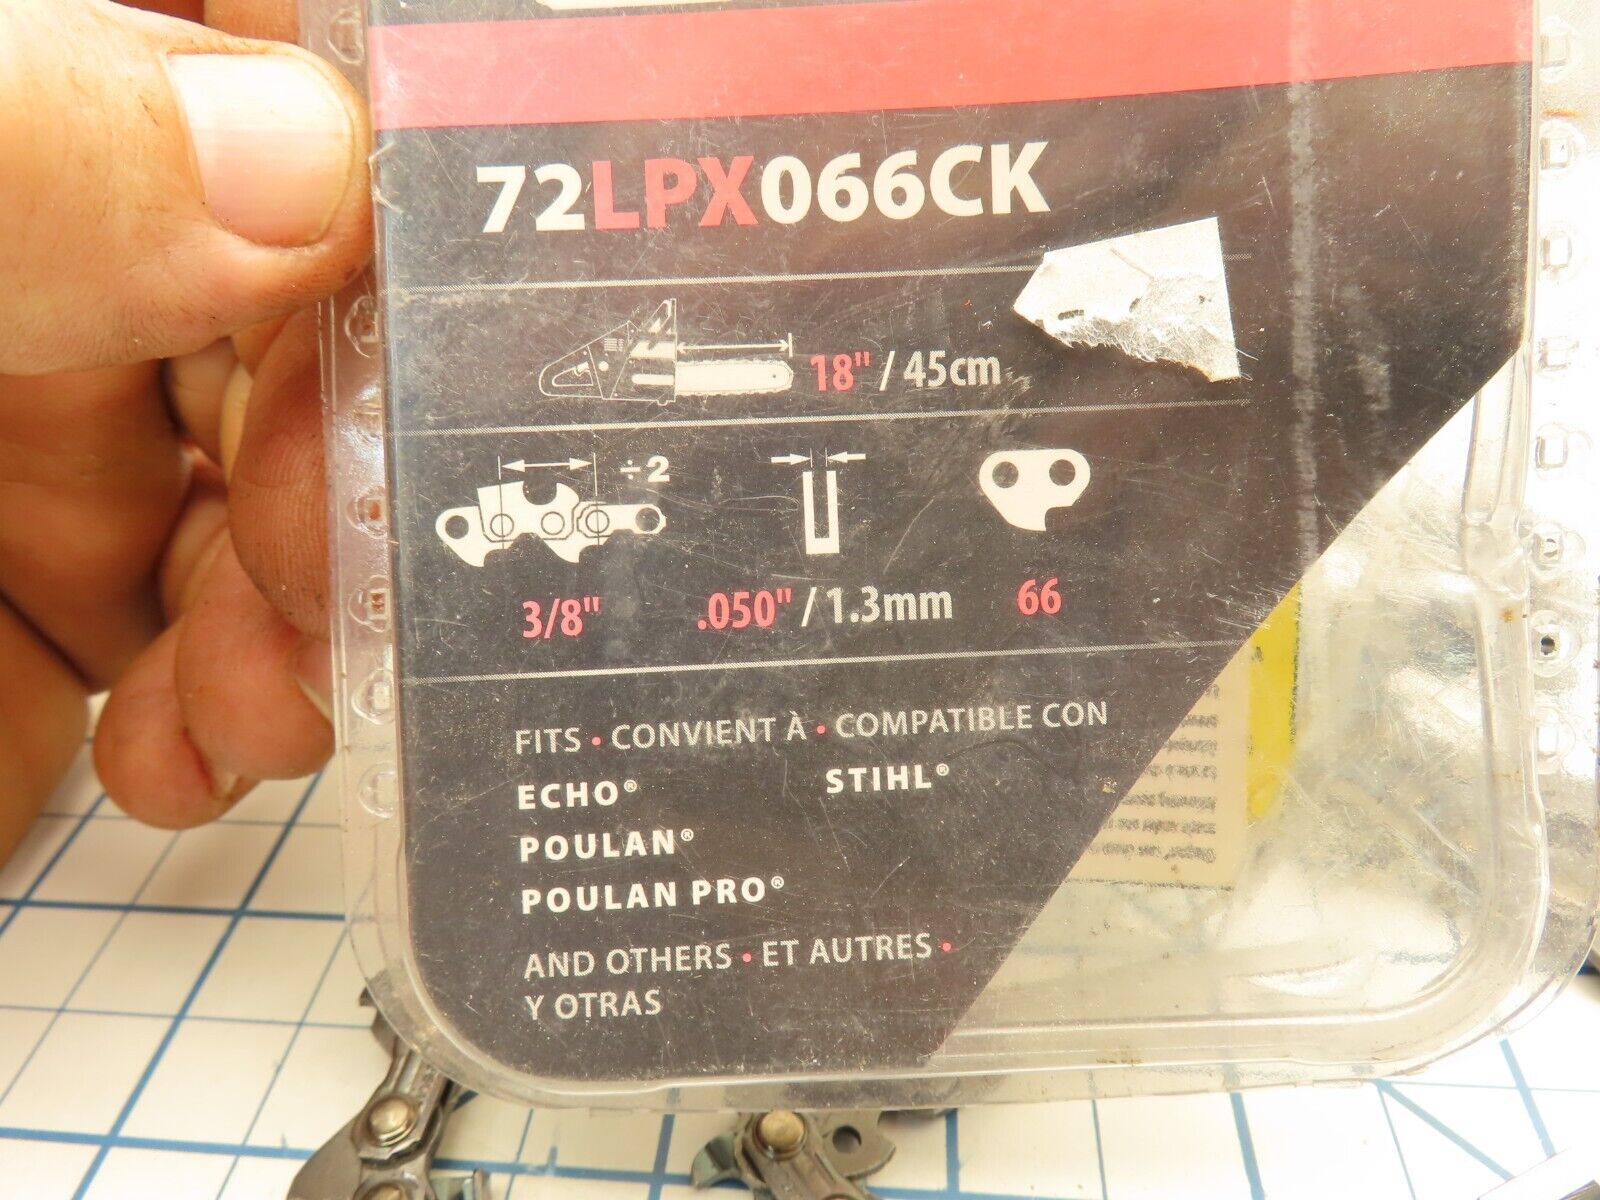 72LPX066CK
18" / 45cm
÷2
3/8"
.050" / 1.3mm
66
FITS • CONVIENT À • COMPATIBLE CON
ECHO®
STIHL®
POULAN®
POULAN PRO®
AND OTHERS • ET AUTRES •
Y OTRAS